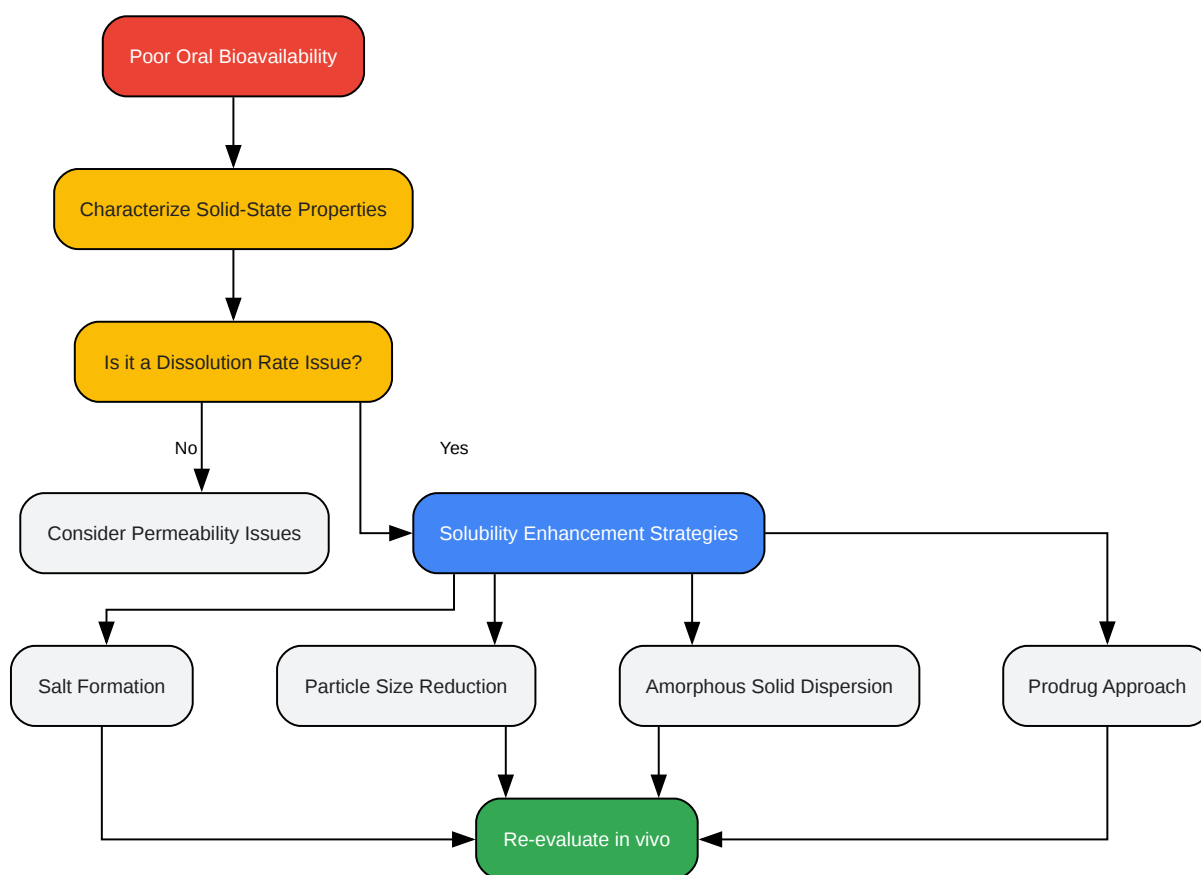 Poor Oral Bioavailability
Characterize Solid-State Properties
Is it a Dissolution Rate Issue?
No
Yes
Consider Permeability Issues
Solubility Enhancement Strategies
Salt Formation
Particle Size Reduction
Amorphous Solid Dispersion
Prodrug Approach
Re-evaluate in vivo